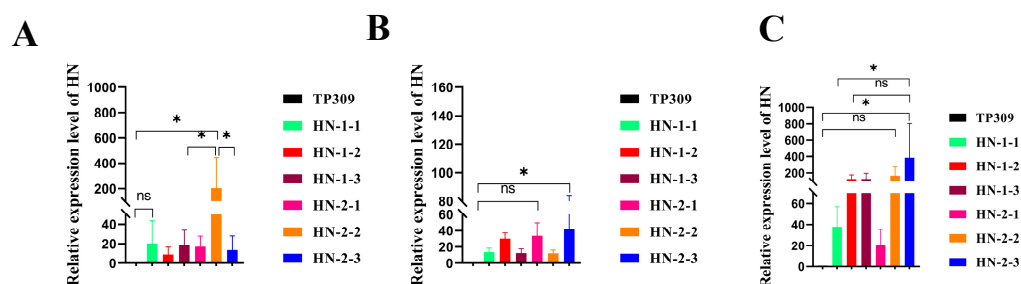 A
Relative expression level of HN
1000
800
600
400
200
40
20
0
ns
*
*
*
TP309
HN-1-1
HN-1-2
HN-1-3
HN-2-1
HN-2-2
HN-2-3
B
Relative expression level of HN
160
140
120
100
80
60
40
20
0
ns
*
TP309
HN-1-1
HN-1-2
HN-1-3
HN-2-1
HN-2-2
HN-2-3
C
Relative expression level of HN
1000
800
600
400
200
60
40
20
0
*
ns
*
ns
TP309
HN-1-1
HN-1-2
HN-1-3
HN-2-1
HN-2-2
HN-2-3